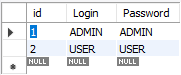 id Login Password
1 ADMIN ADMIN
2 USER USER
NULL NULL NULL